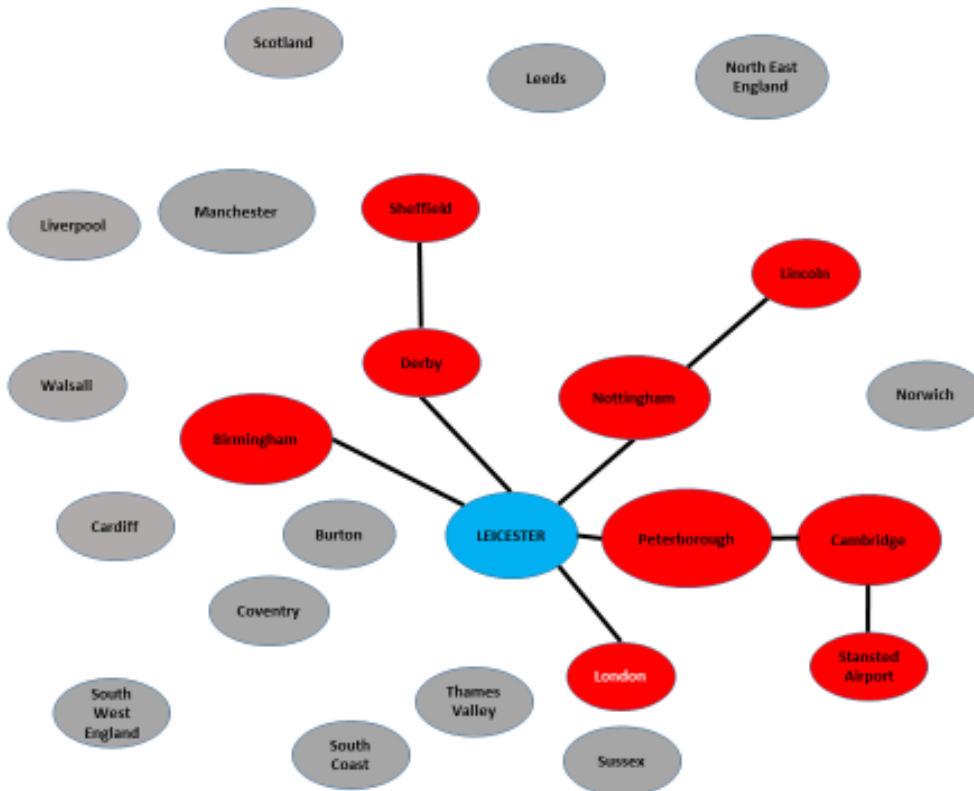 Scotland
Leeds
North East
England
Liverpool
Manchester
Sheffield
Lincoln
Walsall
Derby
Nottingham
Norwich
Birmingham
Cardiff
Burton
LEICESTER
Peterborough
Cambridge
Coventry
London
Stansted
Airport
South
West
England
Thames
Valley
South
Coast
Sussex